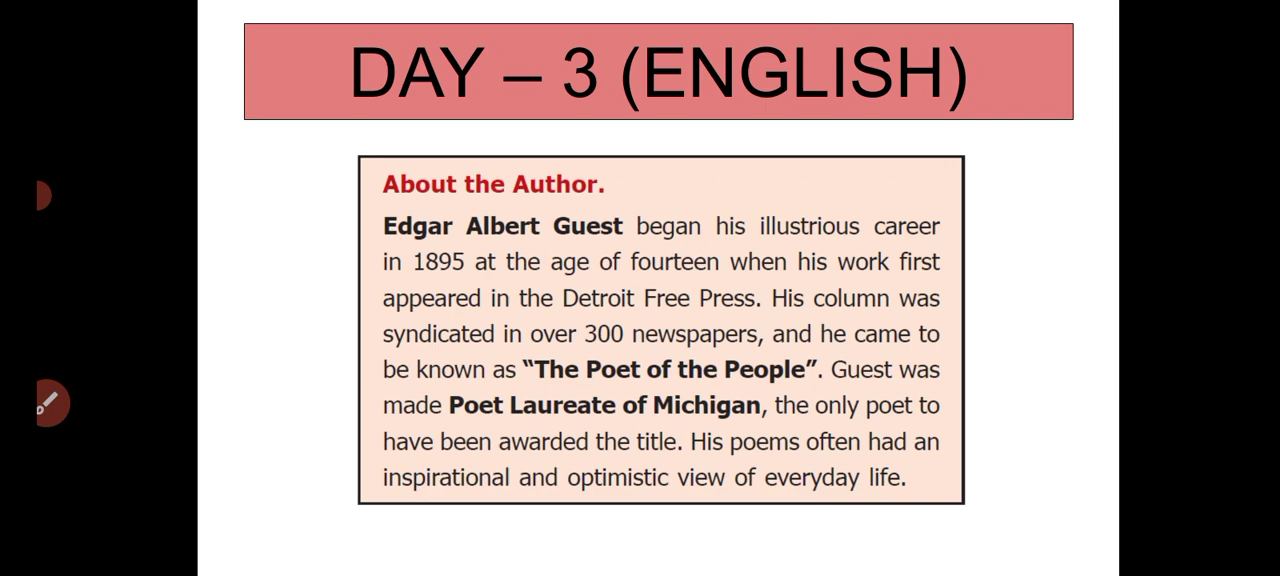 DAY – 3 (ENGLISH)
About the Author.
Edgar Albert Guest began his illustrious career
in 1895 at the age of fourteen when his work first
appeared in the Detroit Free Press. His column was
syndicated in over 300 newspapers, and he came to
be known as “The Poet of the People”. Guest was
made Poet Laureate of Michigan, the only poet to
have been awarded the title. His poems often had an
inspirational and optimistic view of everyday life.